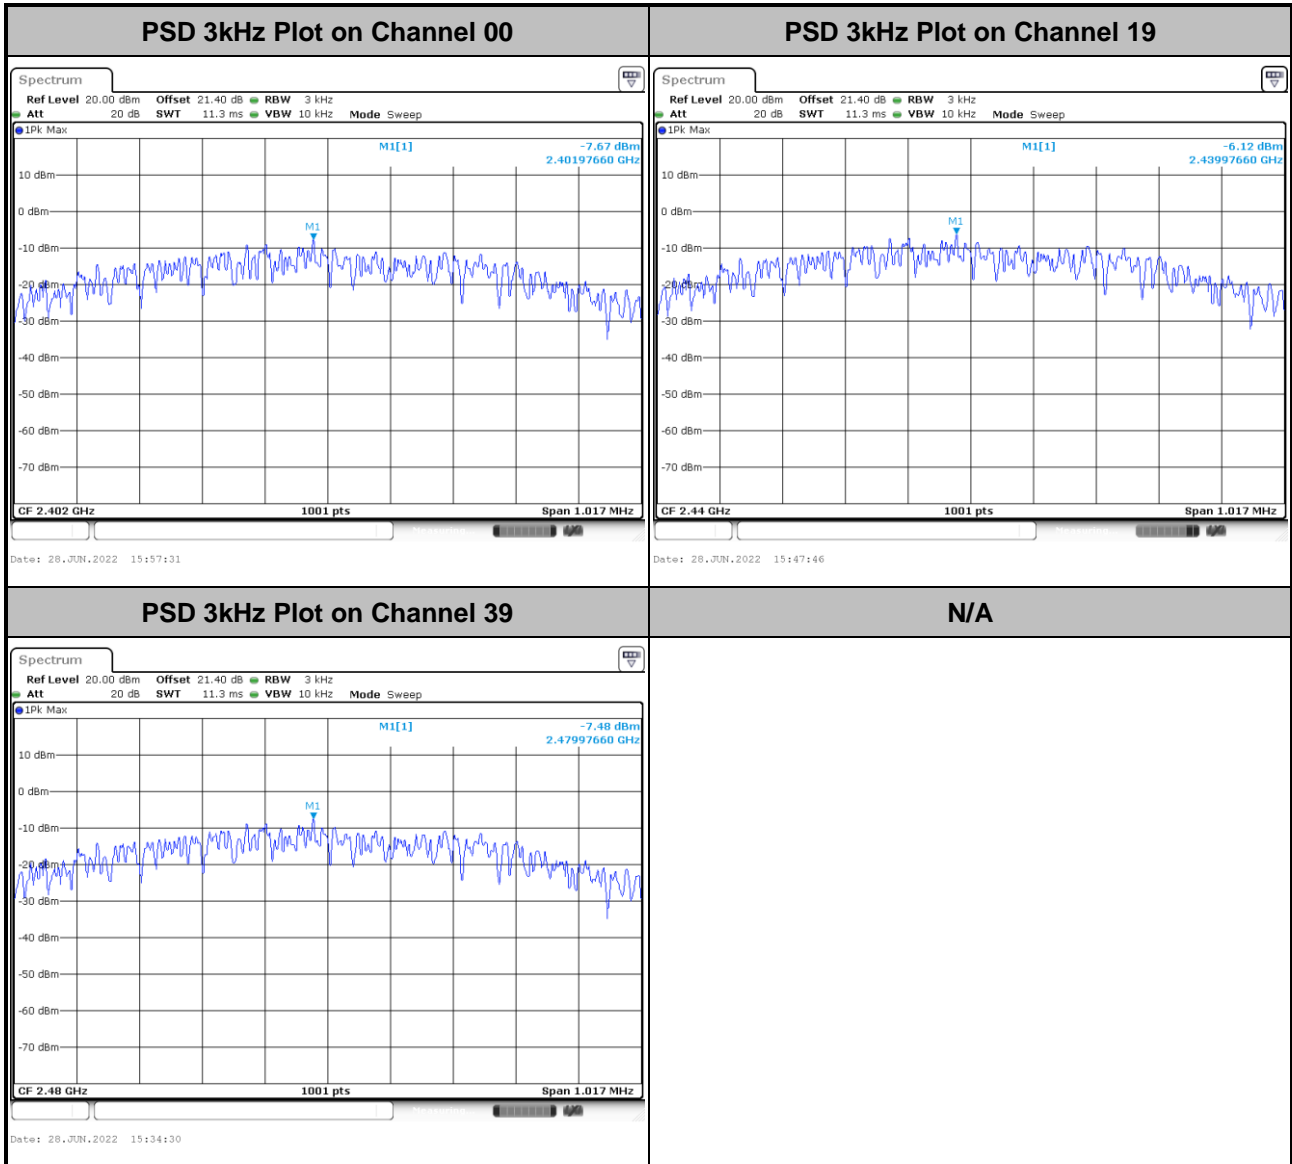 PSD 3kHz Plot on Channel 00
Spectrum
Ref Level 20.00 dBm Offset 21.40 dB RBW 3 kHz
Att 20 dB SWT 11.3 ms VBW 10 kHz Mode Sweep
1Pk Max
M1[1] -7.67 dBm
2.40197660 GHz
10 dBm
0 dBm
M1
-10 dBm
-20 dBm
-30 dBm
-40 dBm
-50 dBm
-60 dBm
-70 dBm
CF 2.402 GHz 1001 pts Span 1.017 MHz
Date: 28.JUN.2022 15:57:31
PSD 3kHz Plot on Channel 19
Spectrum
Ref Level 20.00 dBm Offset 21.40 dB RBW 3 kHz
Att 20 dB SWT 11.3 ms VBW 10 kHz Mode Sweep
1Pk Max
M1[1] -6.12 dBm
2.43997660 GHz
10 dBm
0 dBm
M1
-10 dBm
-20 dBm
-30 dBm
-40 dBm
-50 dBm
-60 dBm
-70 dBm
CF 2.44 GHz 1001 pts Span 1.017 MHz
Measuring...
Date: 28.JUN.2022 15:47:46
PSD 3kHz Plot on Channel 39
Spectrum
Ref Level 20.00 dBm Offset 21.40 dB RBW 3 kHz
Att 20 dB SWT 11.3 ms VBW 10 kHz Mode Sweep
1Pk Max
M1[1] -7.48 dBm
2.47997660 GHz
10 dBm
0 dBm
M1
-10 dBm
-20 dBm
-30 dBm
-40 dBm
-50 dBm
-60 dBm
-70 dBm
CF 2.48 GHz 1001 pts Span 1.017 MHz
Date: 28.JUN.2022 15:34:30
N/A